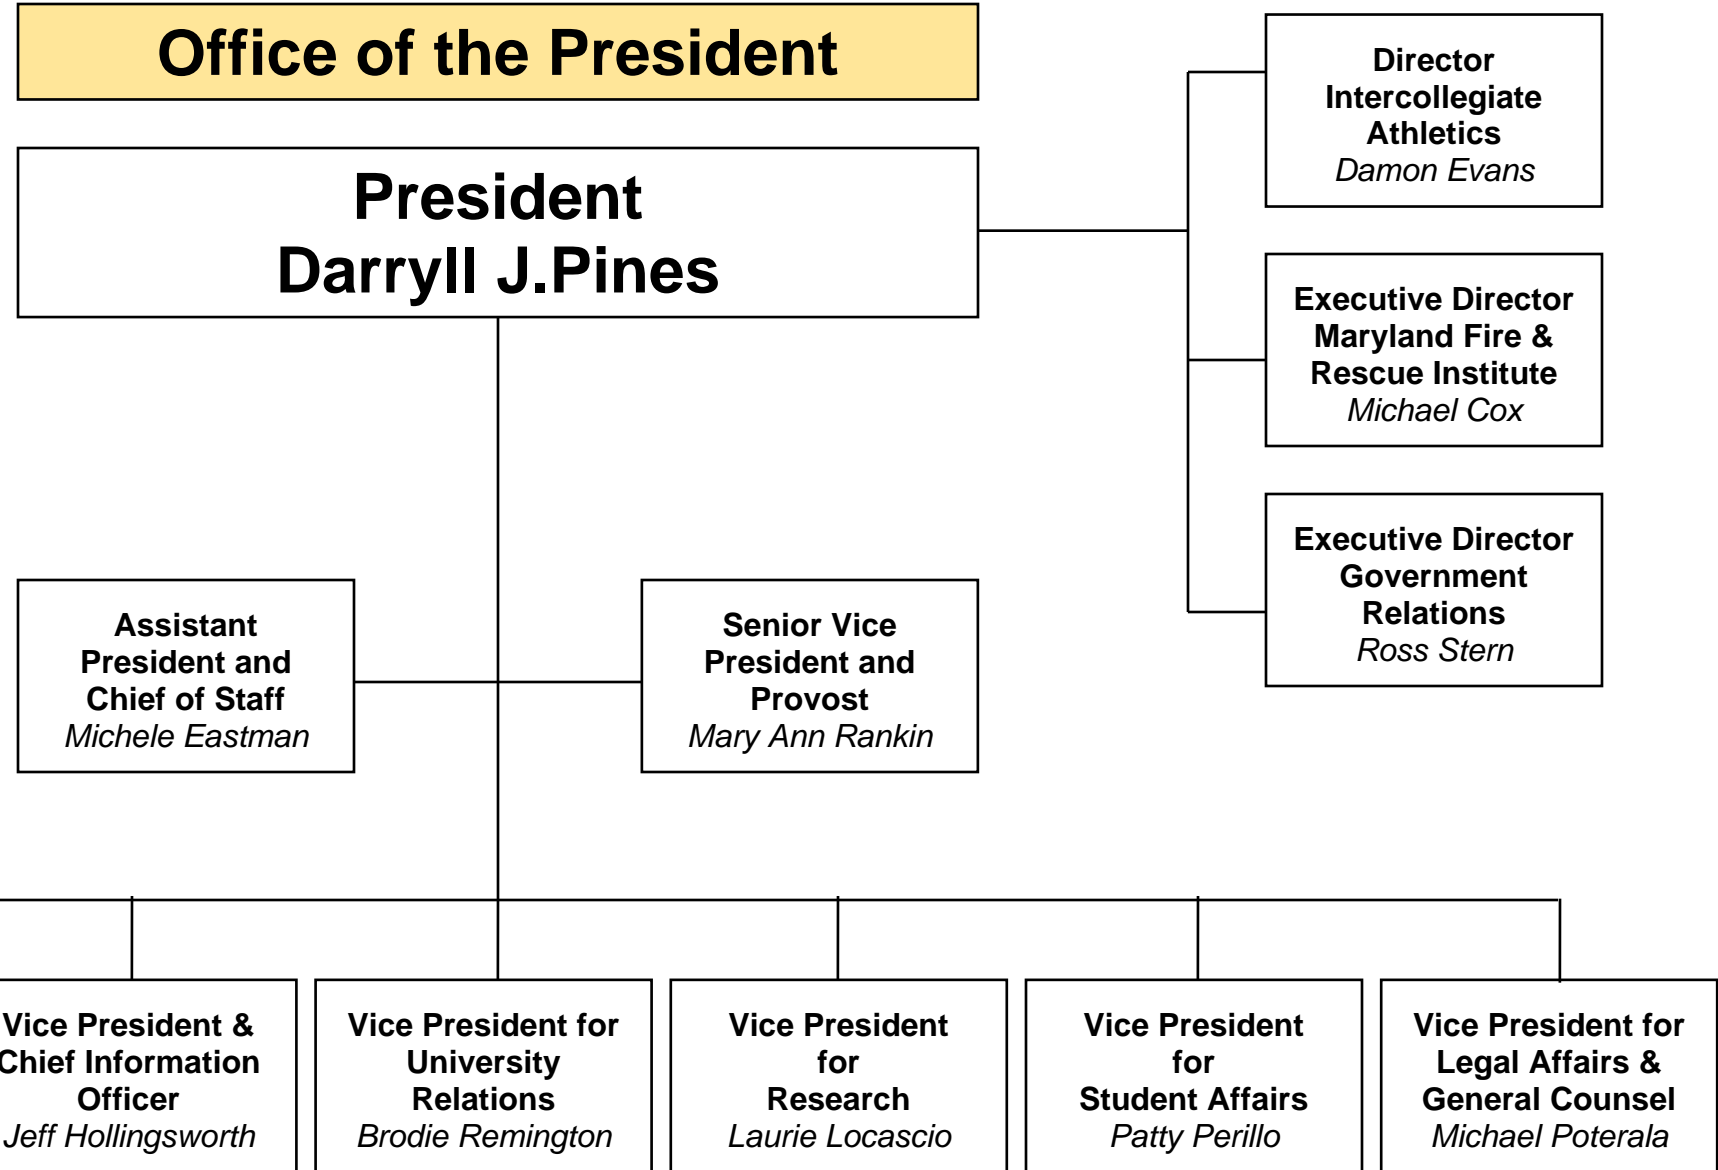 Office of the President
President
Darryll J.Pines
Director
Intercollegiate
Athletics
Damon Evans
Executive Director
Maryland Fire &
Rescue Institute
Michael Cox
Executive Director
Government
Relations
Ross Stern
Assistant
President and
Chief of Staff
Michele Eastman
Senior Vice
President and
Provost
Mary Ann Rankin
Vice President &
Chief Information
Officer
Jeff Hollingsworth
Vice President for
University
Relations
Brodie Remington
Vice President
for
Research
Laurie Locascio
Vice President
for
Student Affairs
Patty Perillo
Vice President for
Legal Affairs &
General Counsel
Michael Poterala